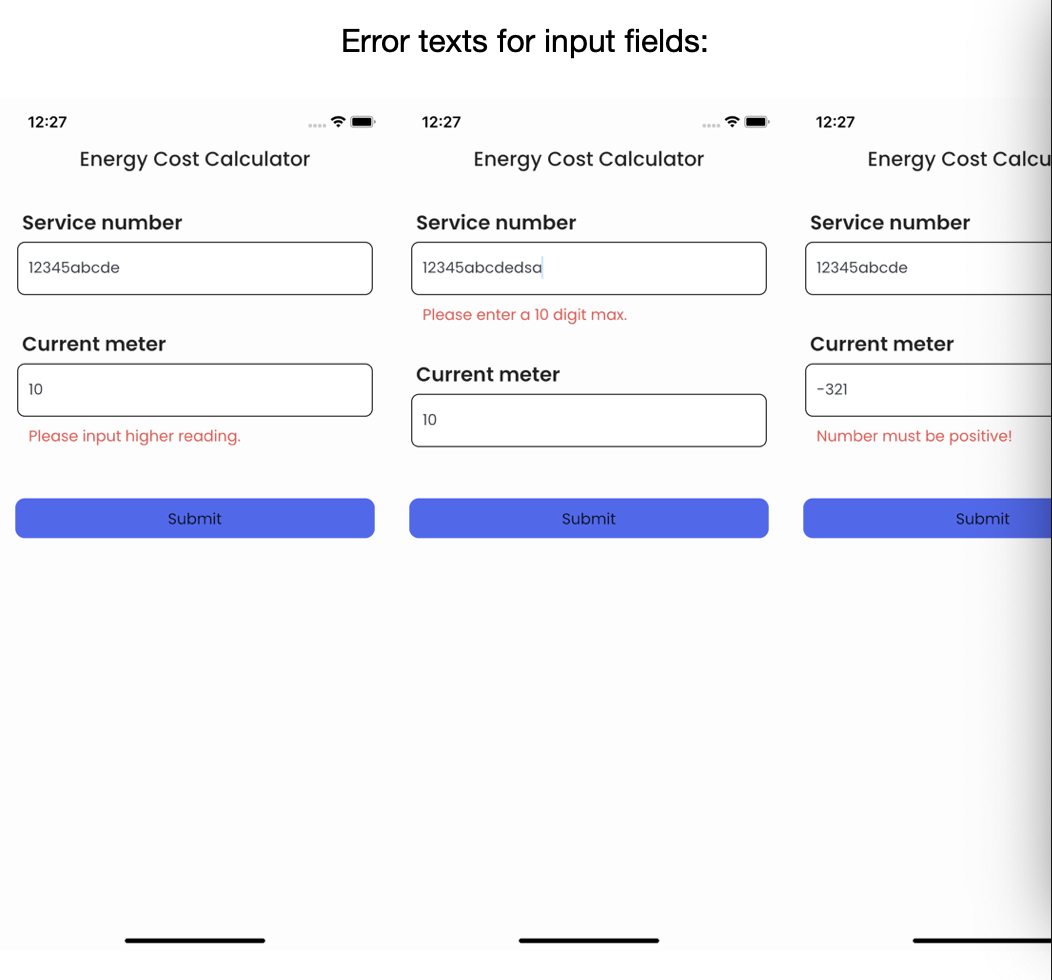 Error texts for input fields:
12:27
Energy Cost Calculator
Service number
12345abcde
Current meter
10
Please input higher reading.
Submit
12:27
Energy Cost Calculator
Service number
12345abcdedsa
Please enter a 10 digit max.
Current meter
10
Submit
12:27
Energy Cost Calcu
Service number
12345abcde
Current meter
-321
Number must be positive!
Submit